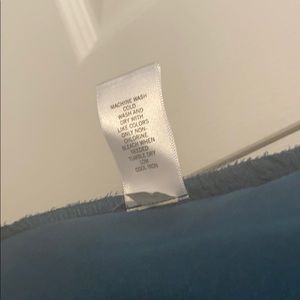 MACHINE WASH
COLD
WASH AND
DRY WITH
LIKE COLORS
ONLY NON-
CHLORINE
BLEACH WHEN
NEEDED
TUMBLE DRY
LOW
COOL IRON